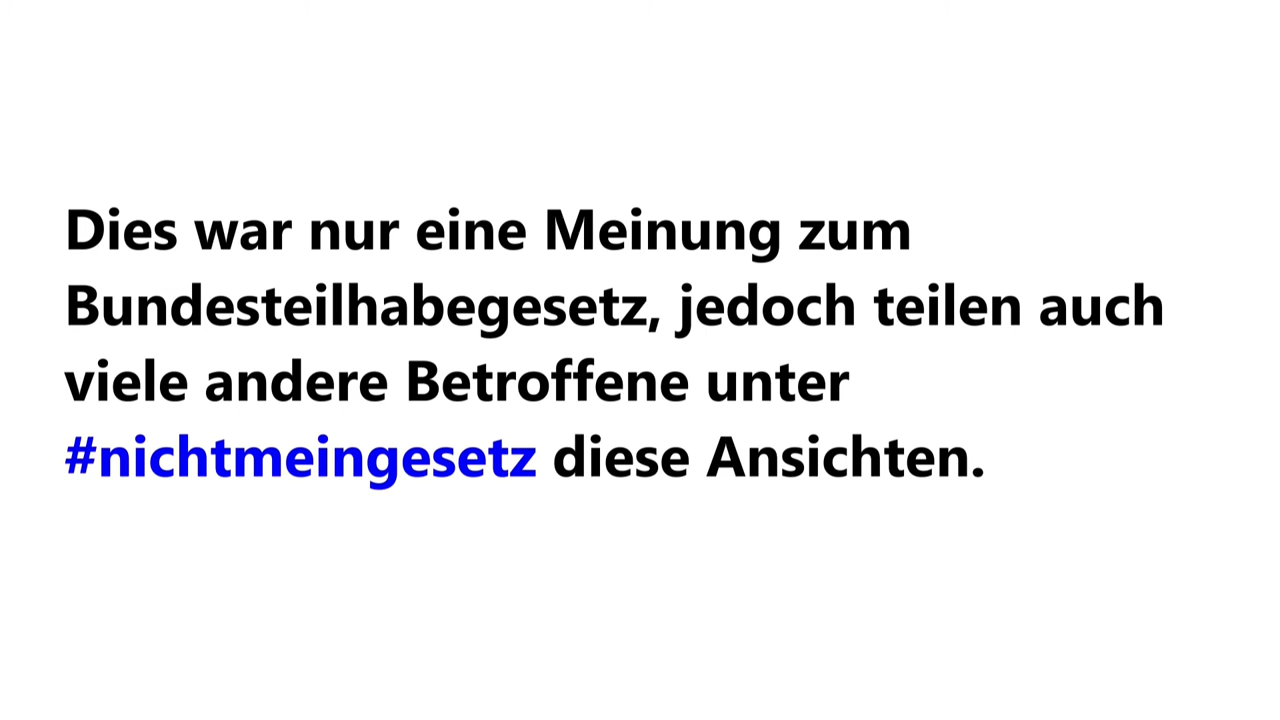 Dies war nur eine Meinung zum
Bundesteilhabegesetz, jedoch teilen auch
viele andere Betroffene unter
#nichtmeingesetz diese Ansichten.